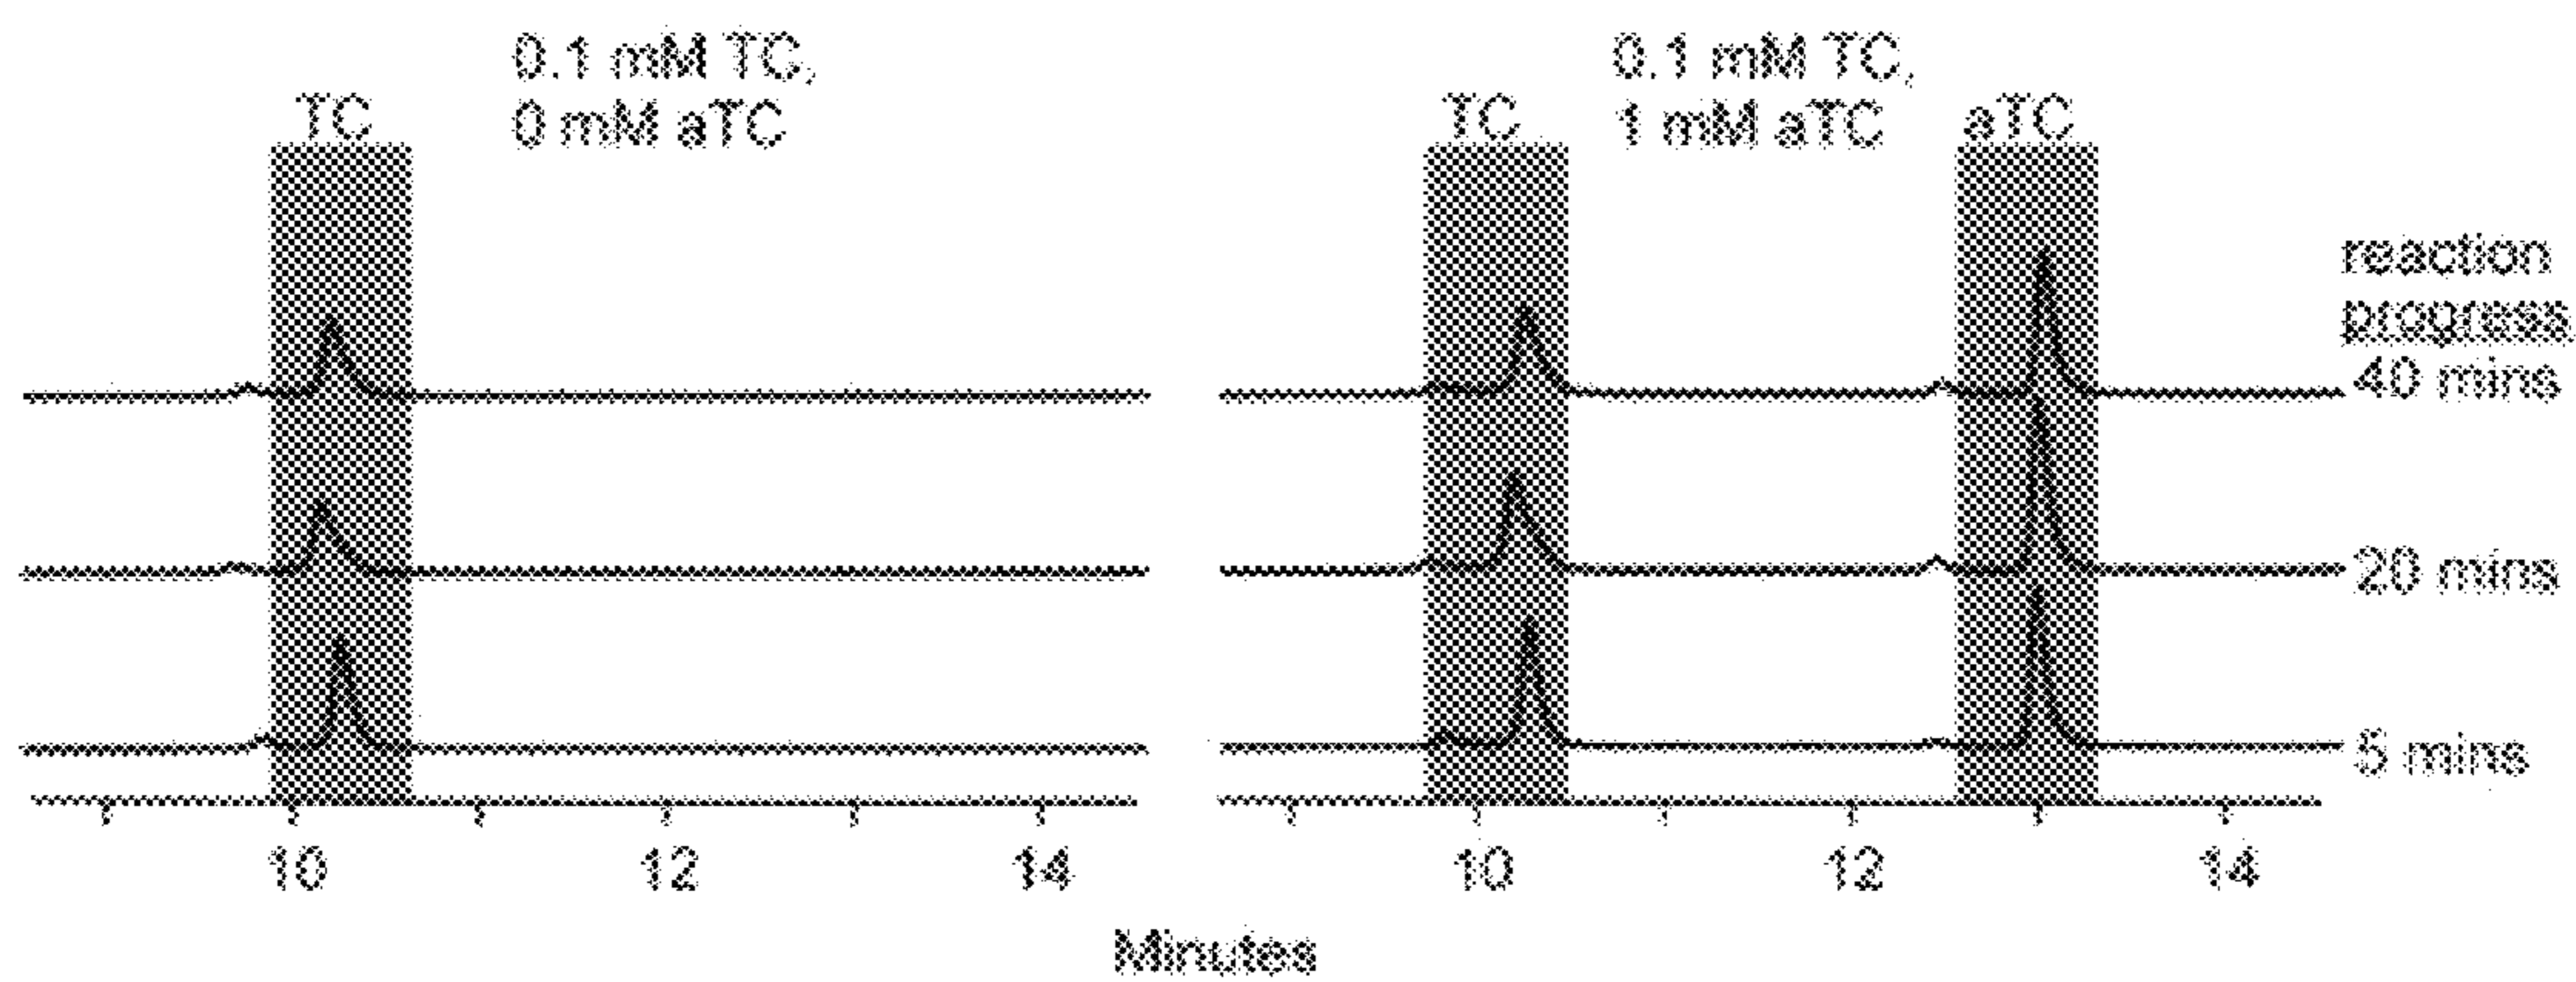 0.1 mM TC,
0 mM aTC
TC
0.1 mM TC,
1 mM aTC
TC
aTC
reaction
progress
40 mins
20 mins
5 mins
10
12
14
10
12
14
Minutes